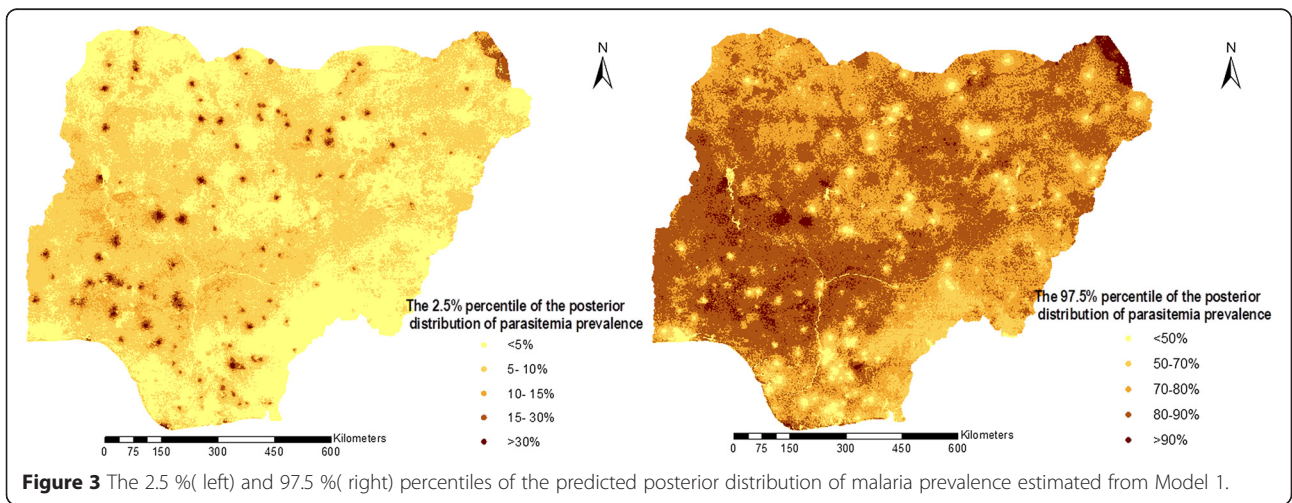 N
The 2.5% percentile of the posterior
distribution of parasitemia prevalence
<5%
5- 10%
10- 15%
15- 30%
>30%
Kilometers
0 75 150 300 450 600
N
The 97.5% percentile of the posterior
distribution of parasitemia prevalence
<50%
50-70%
70-80%
80-90%
>90%
Kilometers
0 75 150 300 450 600
Figure 3 The 2.5 %( left) and 97.5 %( right) percentiles of the predicted posterior distribution of malaria prevalence estimated from Model 1.